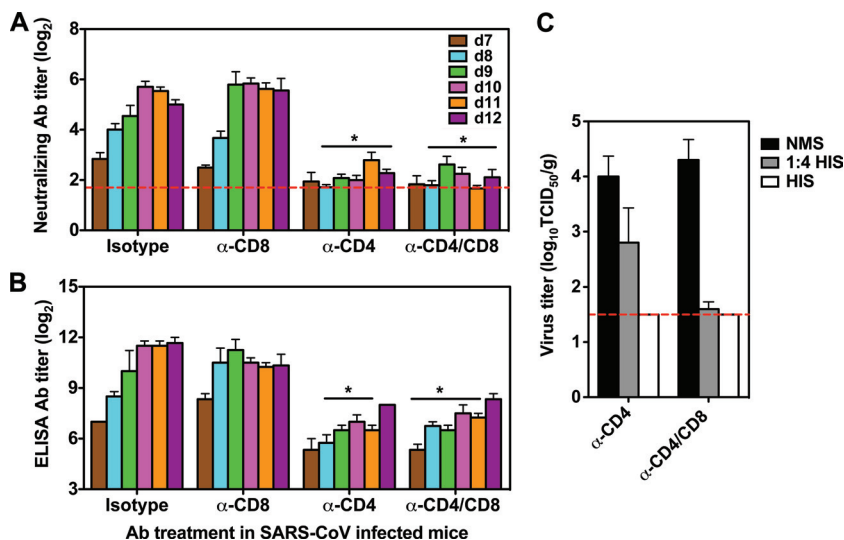 A
Neutralizing Ab titer (log2)
8
6
4
2
0
d7
d8
d9
d10
d11
d12
*
*
Isotype
α-CD8
α-CD4
α-CD4/CD8
B
ELISA Ab titer (log2)
15
12
9
6
3
*
*
Isotype
α-CD8
α-CD4
α-CD4/CD8
Ab treatment in SARS-CoV infected mice
C
Virus titer (log10TCID50/g)
5
4
3
2
1
0
NMS
1:4 HIS
HIS
α-CD4
α-CD4/CD8